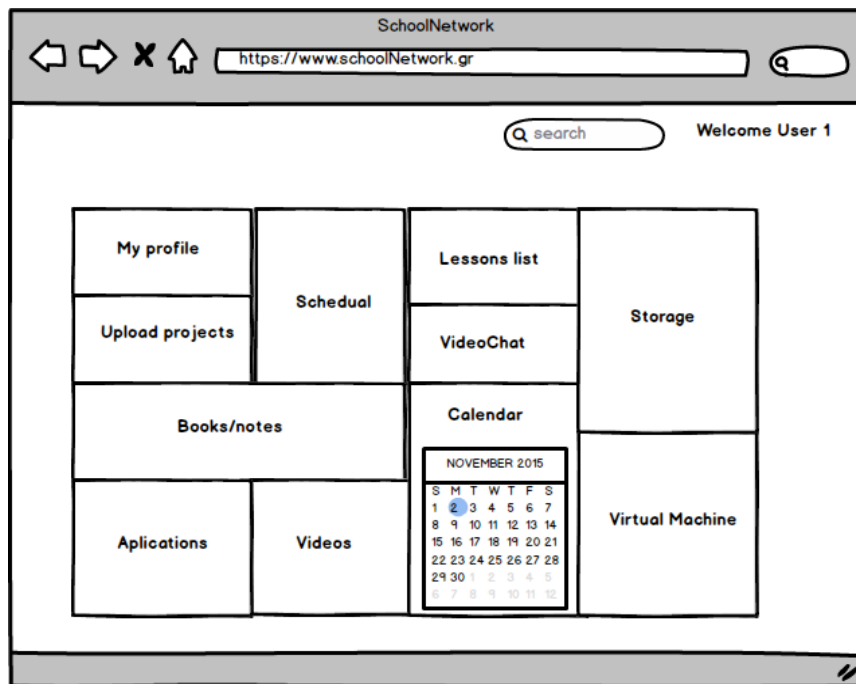 SchoolNetwork
https://www.schoolNetwork.gr
search
Welcome User 1
My profile
Schedual
Lessons list
Storage
Upload projects
VideoChat
Books/notes
Calendar
NOVEMBER 2015
S M T W T F S
1 2 3 4 5 6 7
8 9 10 11 12 13 14
15 16 17 18 19 20 21
22 23 24 25 26 27 28
29 30 1 2 3 4 5
6 7 8 9 10 11 12
Aplications
Videos
Virtual Machine